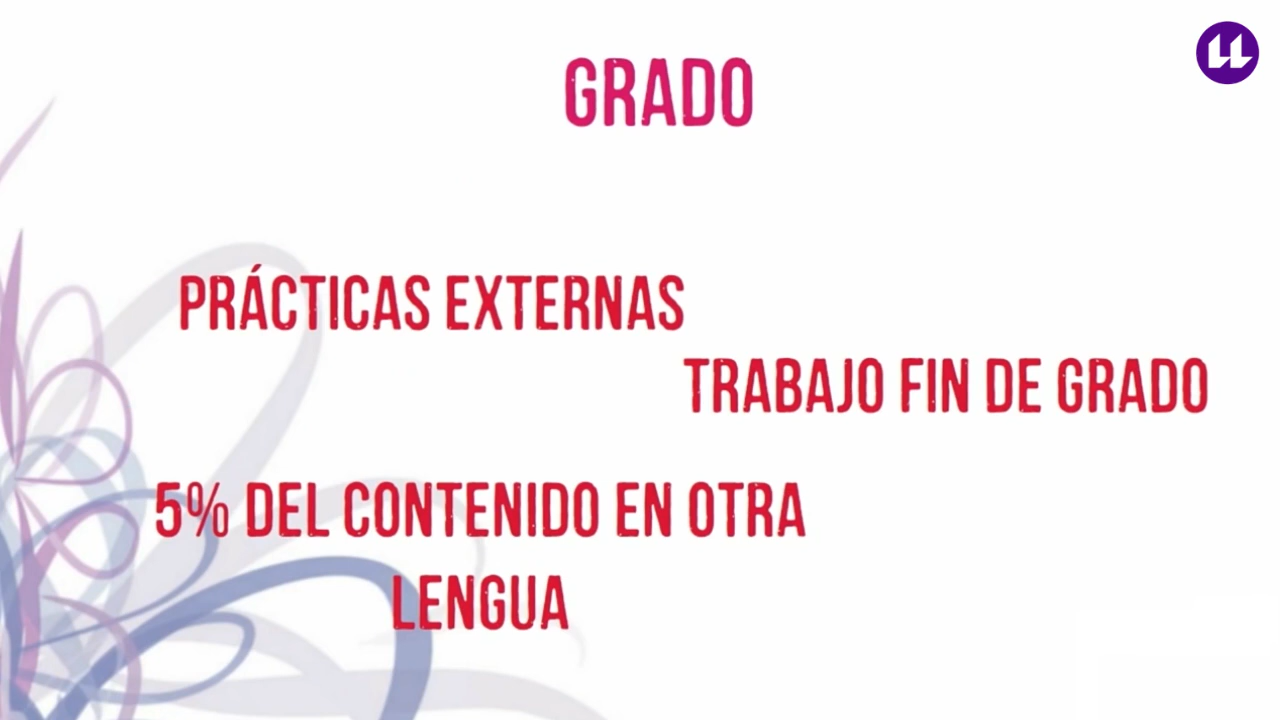 GRADO
PRÁCTICAS EXTERNAS
TRABAJO FIN DE GRADO
5% DEL CONTENIDO EN OTRA
LENGUA